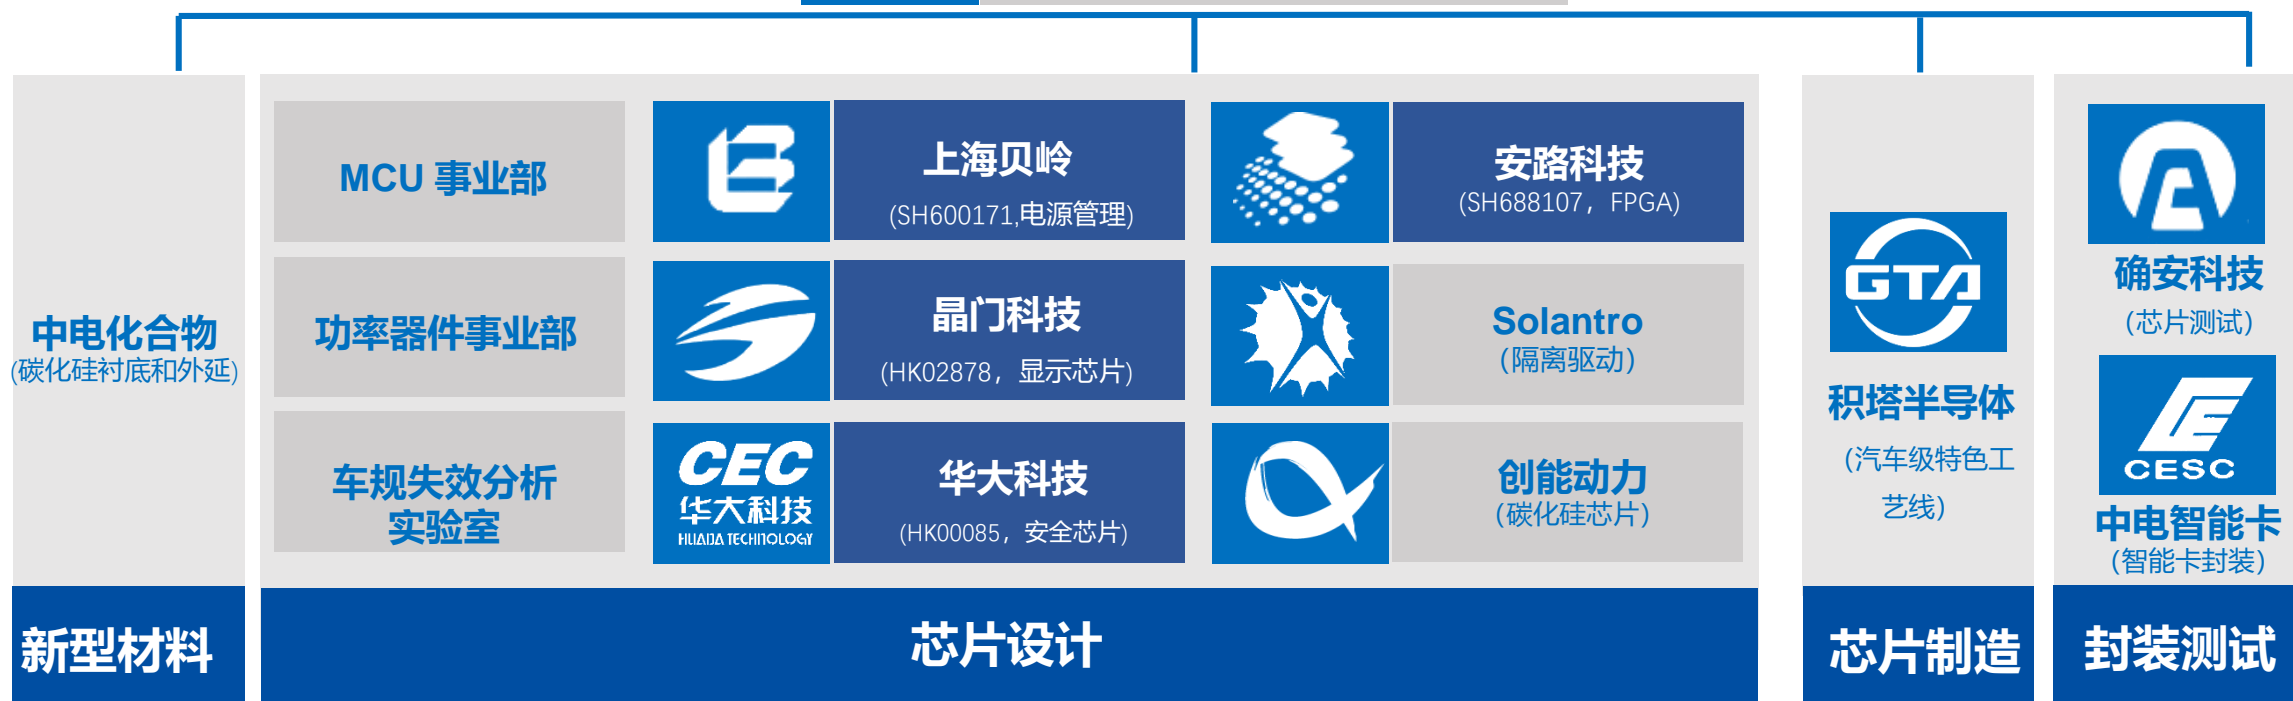 中电化合物
(碳化硅衬底和外延)
新型材料
MCU 事业部
功率器件事业部
车规失效分析
实验室
上海贝岭
(SH600171,电源管理)
晶门科技
(HK02878，显示芯片)
CEC
华大科技
HUADA TECHNOLOGY
华大科技
(HK00085，安全芯片)
安路科技
(SH688107，FPGA)
Solantro
（隔离驱动）
创能动力
（碳化硅芯片）
芯片设计
GTA
积塔半导体
（汽车级特色工
艺线）
芯片制造
确安科技
（芯片测试）
CESC
中电智能卡
（智能卡封装）
封装测试